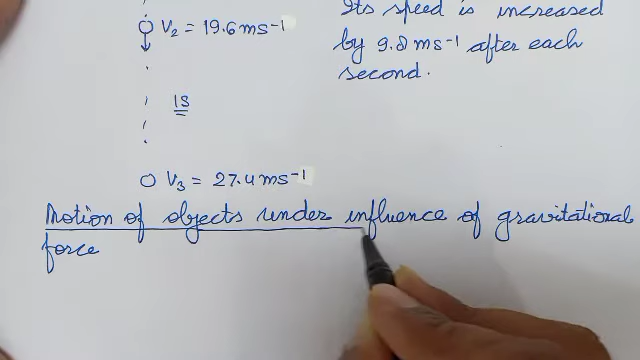 V2 = 19.6 ms-1
Its speed is increased
by 9.8 ms-1 after each
second.
1S
V3 = 27.4 ms-1
Motion of objects under influence of gravitational
force